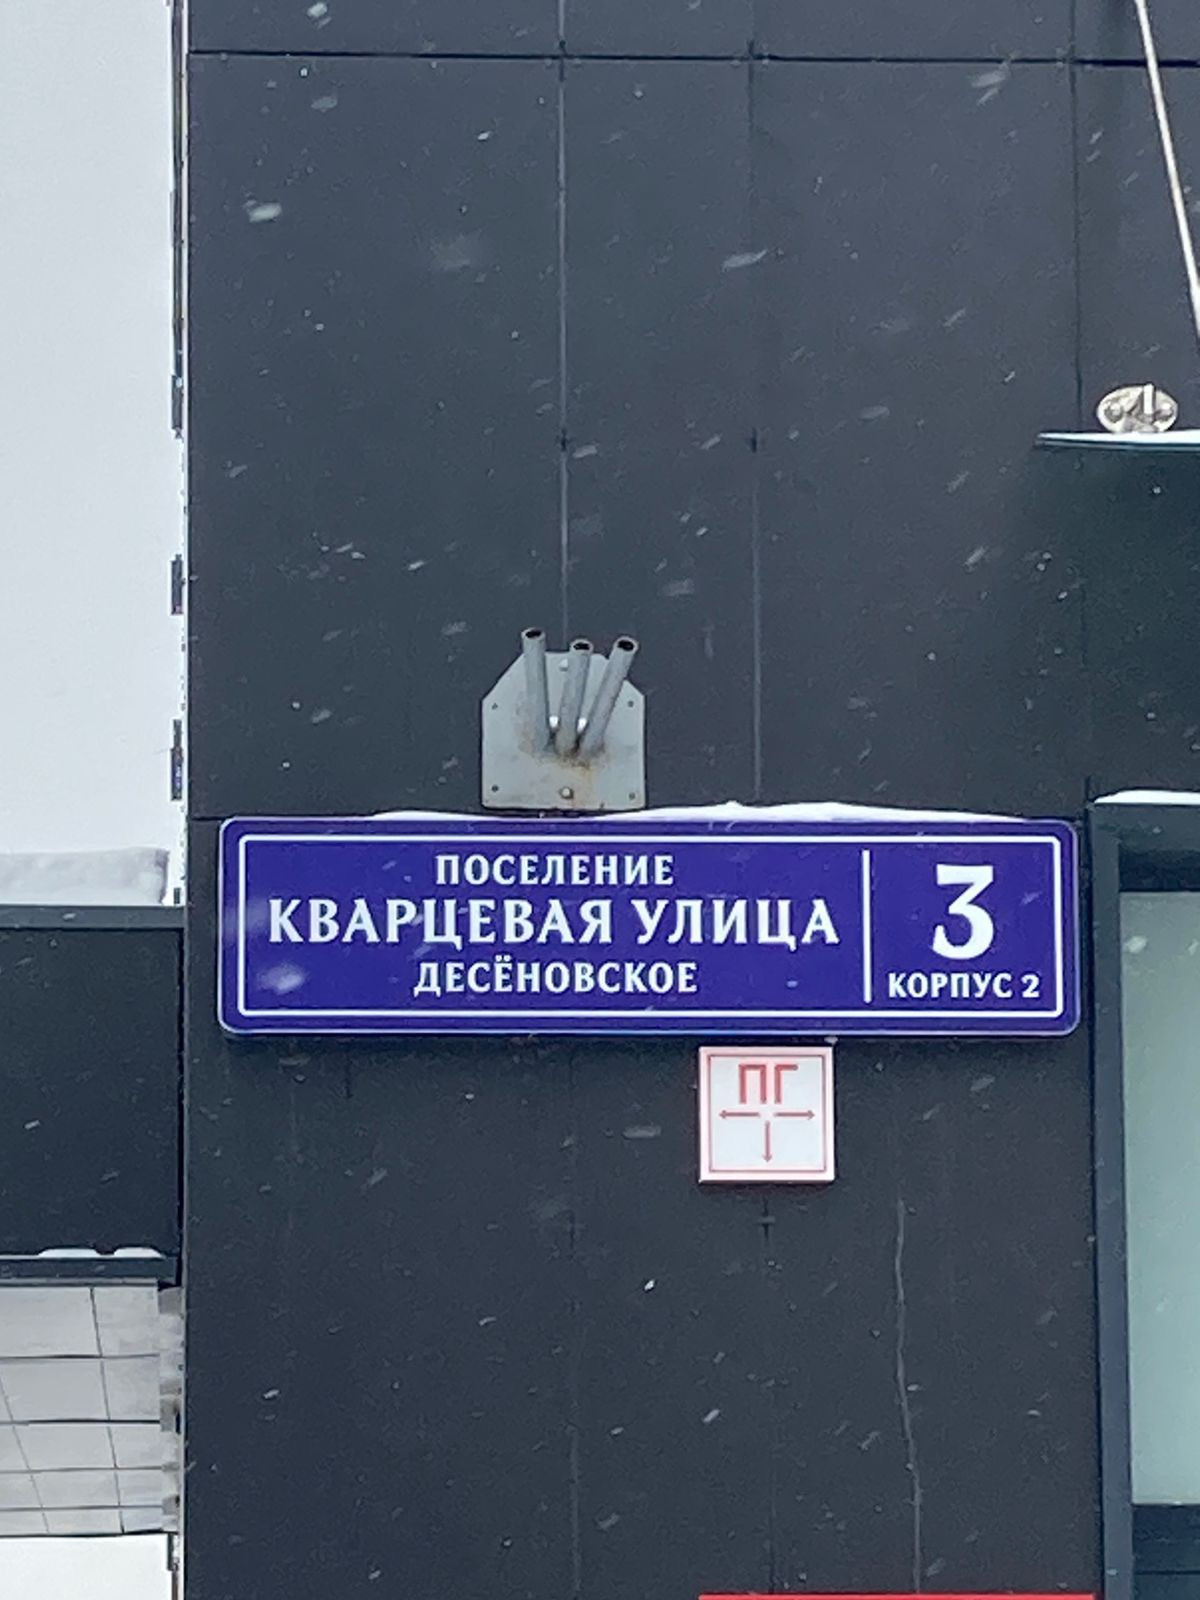 ПОСЕЛЕНИЕ
КВАРЦЕВАЯ УЛИЦА
ДЕСЁНОВСКОЕ
3
КОРПУС 2
ПГ